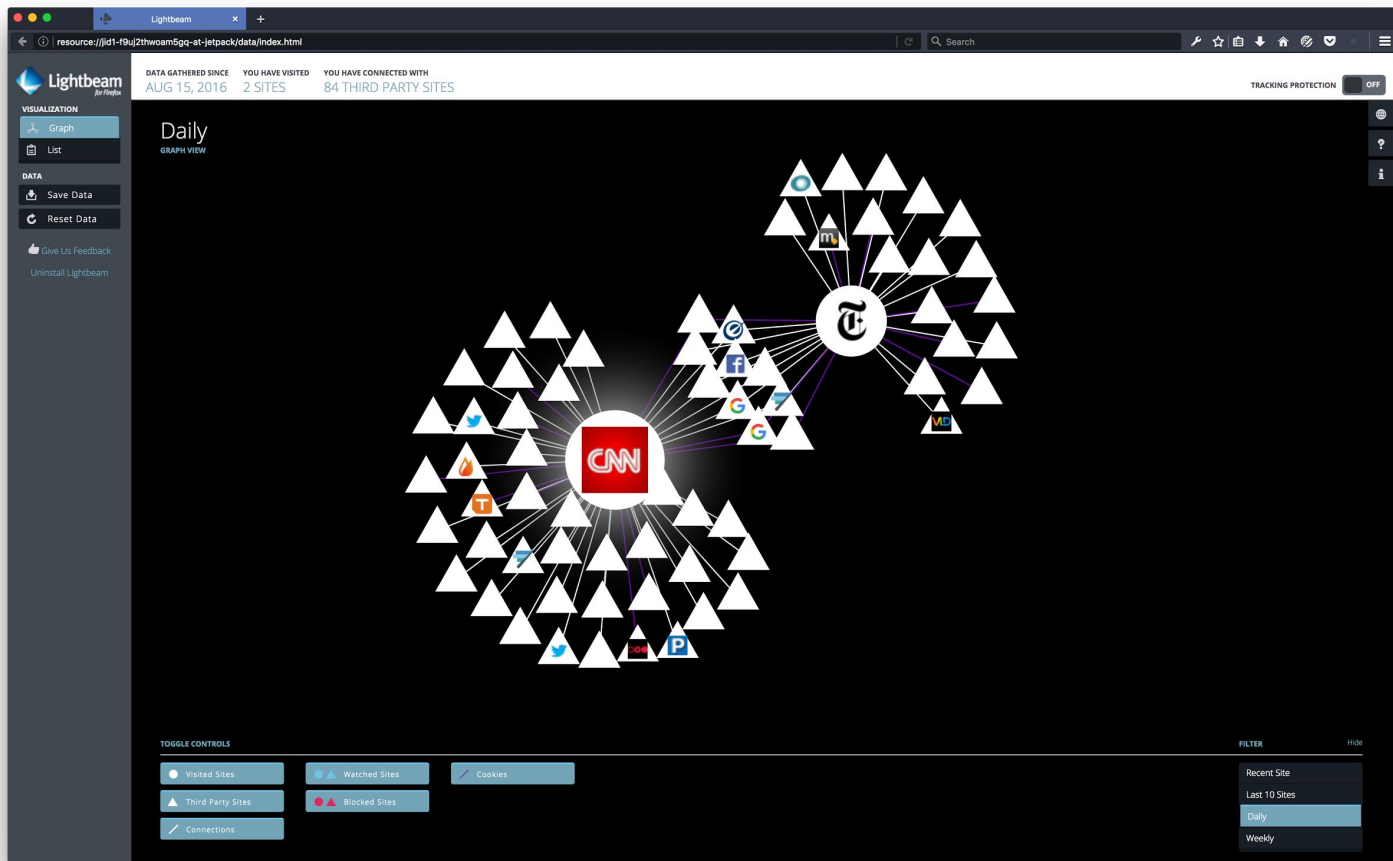 Lightbeam
resource://jid1-f9uj2thwoam5gq-at-jetpack/data/index.html
Search
Lightbeam
for Firefox
DATA GATHERED SINCE
AUG 15, 2016
YOU HAVE VISITED
2 SITES
YOU HAVE CONNECTED WITH
84 THIRD PARTY SITES
TRACKING PROTECTION
OFF
VISUALIZATION
Graph
List
DATA
Save Data
Reset Data
Give Us Feedback
Uninstall Lightbeam
Daily
GRAPH VIEW
CNN
TOGGLE CONTROLS
Visited Sites
Watched Sites
Cookies
Third Party Sites
Blocked Sites
Connections
FILTER
Hide
Recent Site
Last 10 Sites
Daily
Weekly